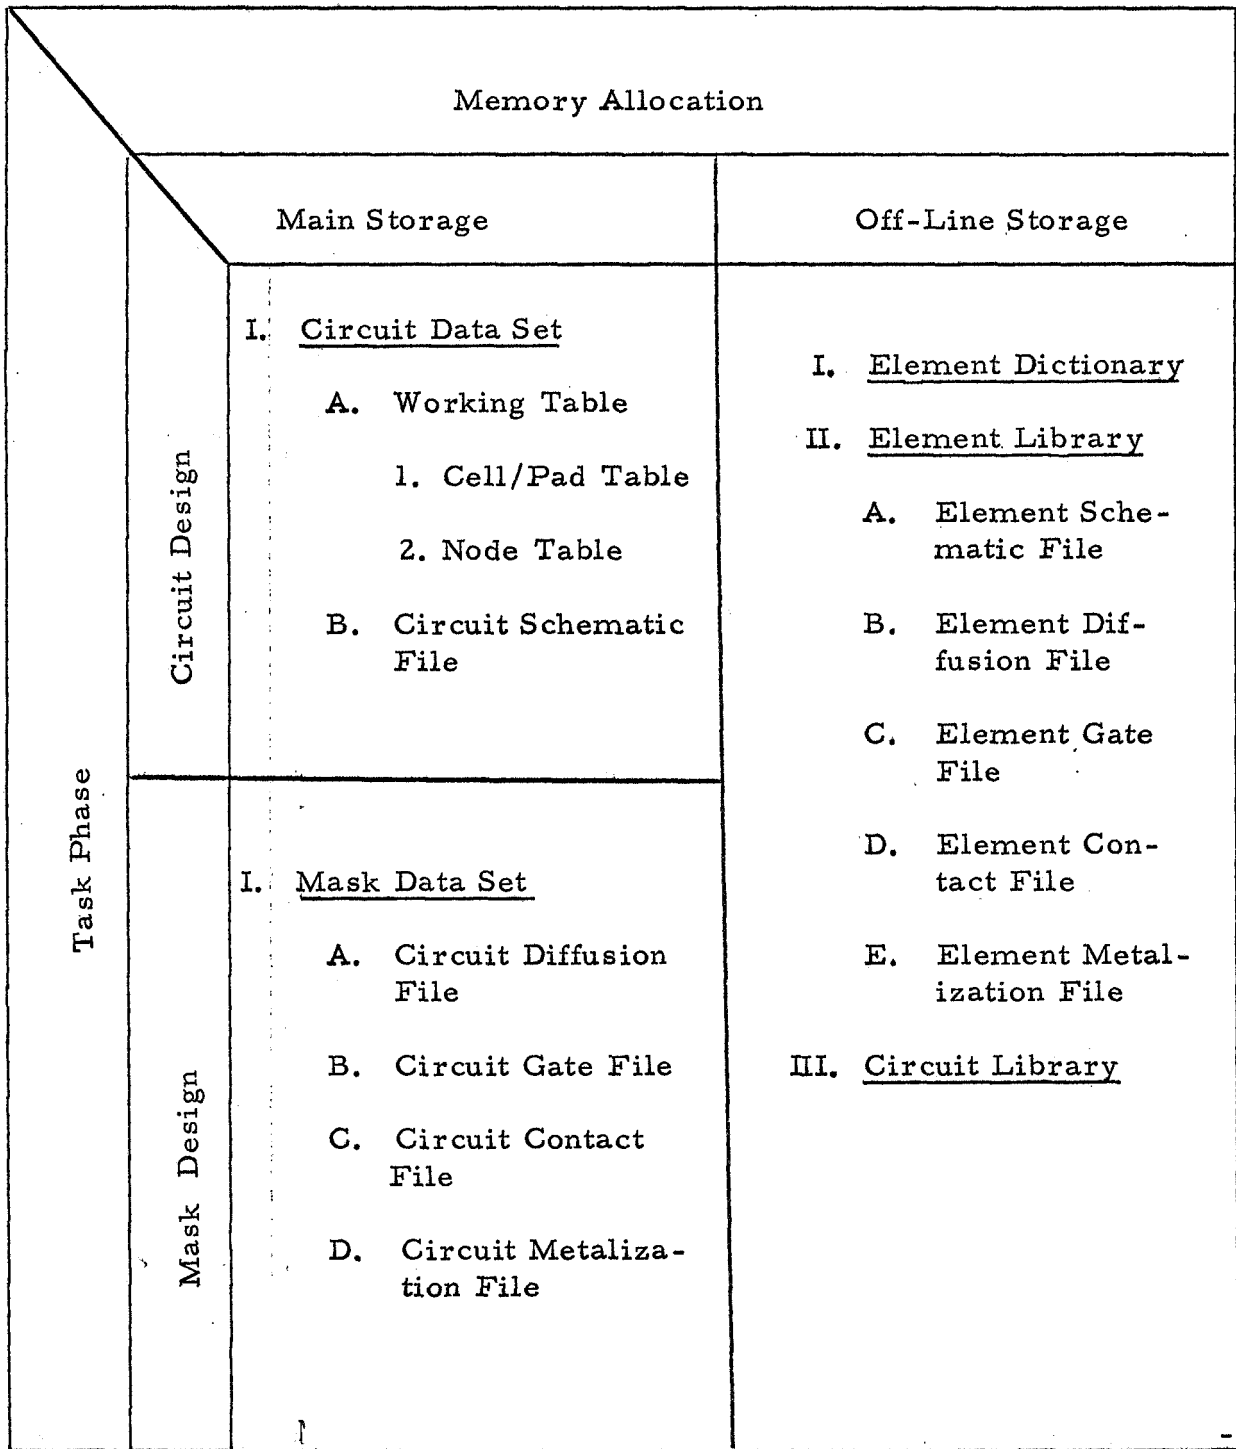 Memory Allocation
Main Storage
Off-Line Storage
Task Phase
Circuit Design
I. Circuit Data Set
A. Working Table
1. Cell/Pad Table
2. Node Table
B. Circuit Schematic
File
Mask Design
I. Mask Data Set
A. Circuit Diffusion
File
B. Circuit Gate File
C. Circuit Contact
File
D. Circuit Metaliza-
tion File
I. Element Dictionary
II. Element Library
A. Element Sche-
matic File
B. Element Dif-
fusion File
C. Element Gate
File
D. Element Con-
tact File
E. Element Metal-
ization File
III. Circuit Library